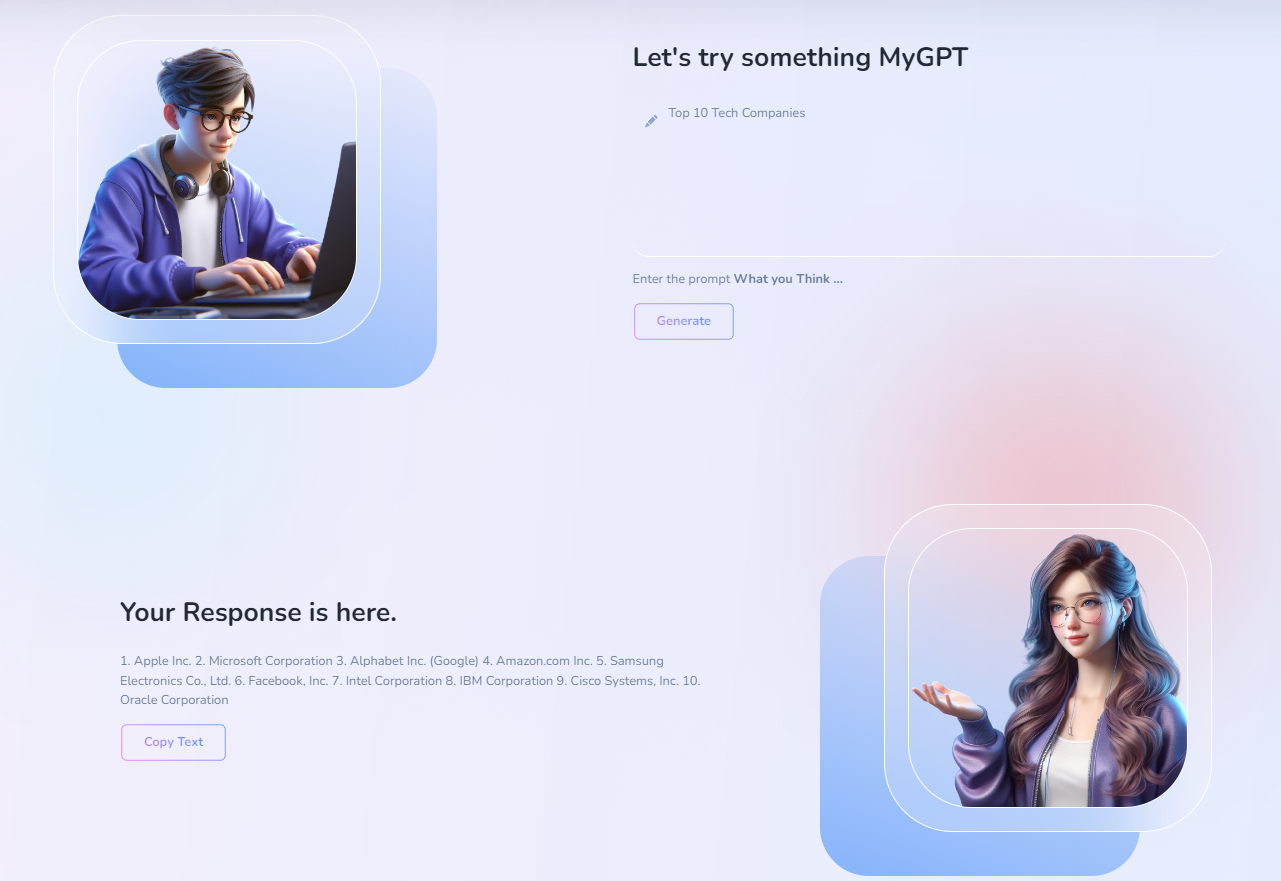 Let's try something MyGPT
Top 10 Tech Companies
Enter the prompt What you Think ...
Generate
Your Response is here.
1. Apple Inc. 2. Microsoft Corporation 3. Alphabet Inc. (Google) 4. Amazon.com Inc. 5. Samsung
Electronics Co., Ltd. 6. Facebook, Inc. 7. Intel Corporation 8. IBM Corporation 9. Cisco Systems, Inc. 10.
Oracle Corporation
Copy Text